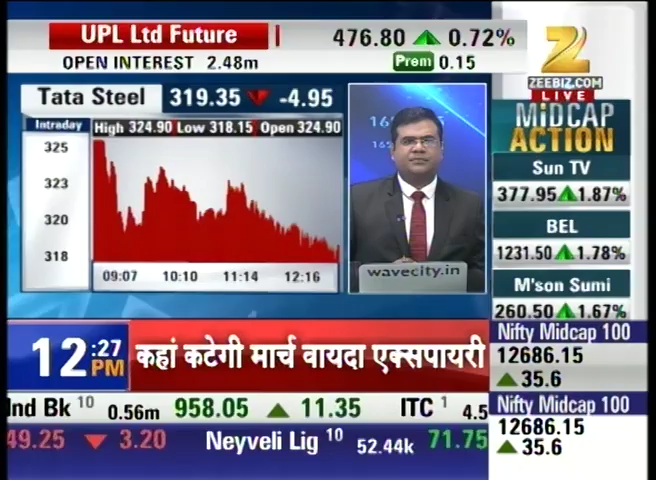 UPL Ltd Future
476.80 ▲ 0.72%
OPEN INTEREST 2.48m
Prem 0.15
ZEEBIZ.COM
LIVE
Tata Steel 319.35 ▼ -4.95
Intraday High 324.90 Low 318.15 Open 324.90
325
323
320
318
09:07 10:10 11:14 12:16
wavecity.in
MiDCAP
ACTION
Sun TV
377.95 ▲ 1.87%
BEL
1231.50 ▲ 1.78%
M'son Sumi
260.50 ▲ 1.67%
12:27 PM
कहां कटेगी मार्च वायदा एक्सपायरी
Nifty Midcap 100
12686.15
▲ 35.6
Ind Bk 10 0.56m 958.05 ▲ 11.35 ITC 1 4.5
49.25 ▼ 3.20 Neyveli Lig 10 52.44k 71.75
Nifty Midcap 100
12686.15
▲ 35.6